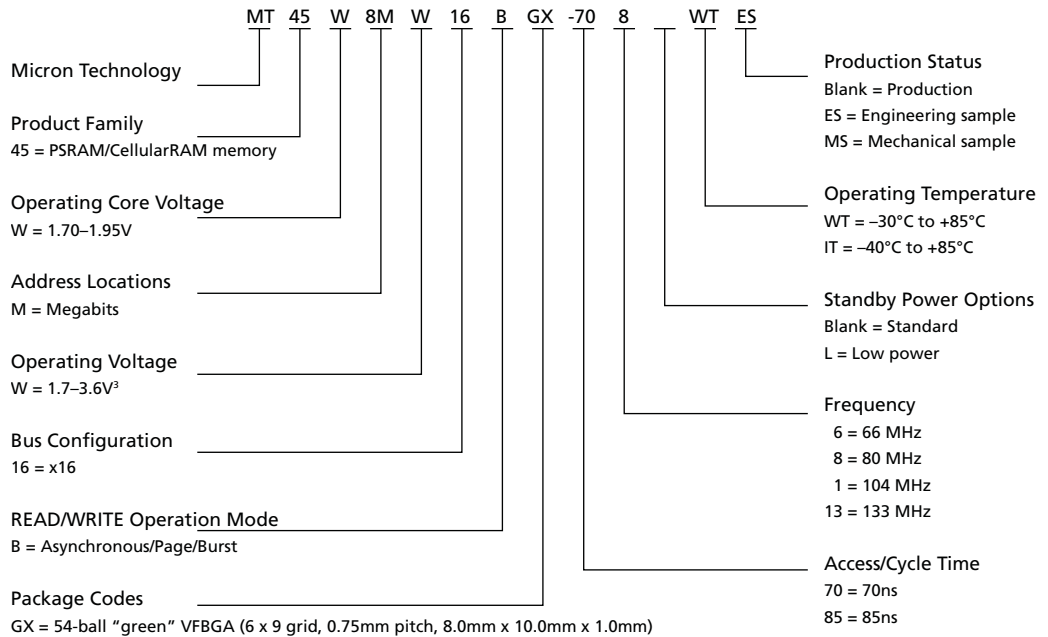 MT 45 W 8M W 16 B GX -70 8 WT ES
Micron Technology
Product Family
45 = PSRAM/CellularRAM memory
Operating Core Voltage
W = 1.70–1.95V
Address Locations
M = Megabits
Operating Voltage
W = 1.7–3.6V³
Bus Configuration
16 = x16
READ/WRITE Operation Mode
B = Asynchronous/Page/Burst
Package Codes
GX = 54-ball “green” VFBGA (6 x 9 grid, 0.75mm pitch, 8.0mm x 10.0mm x 1.0mm)
Production Status
Blank = Production
ES = Engineering sample
MS = Mechanical sample
Operating Temperature
WT = –30°C to +85°C
IT = –40°C to +85°C
Standby Power Options
Blank = Standard
L = Low power
Frequency
6 = 66 MHz
8 = 80 MHz
1 = 104 MHz
13 = 133 MHz
Access/Cycle Time
70 = 70ns
85 = 85ns